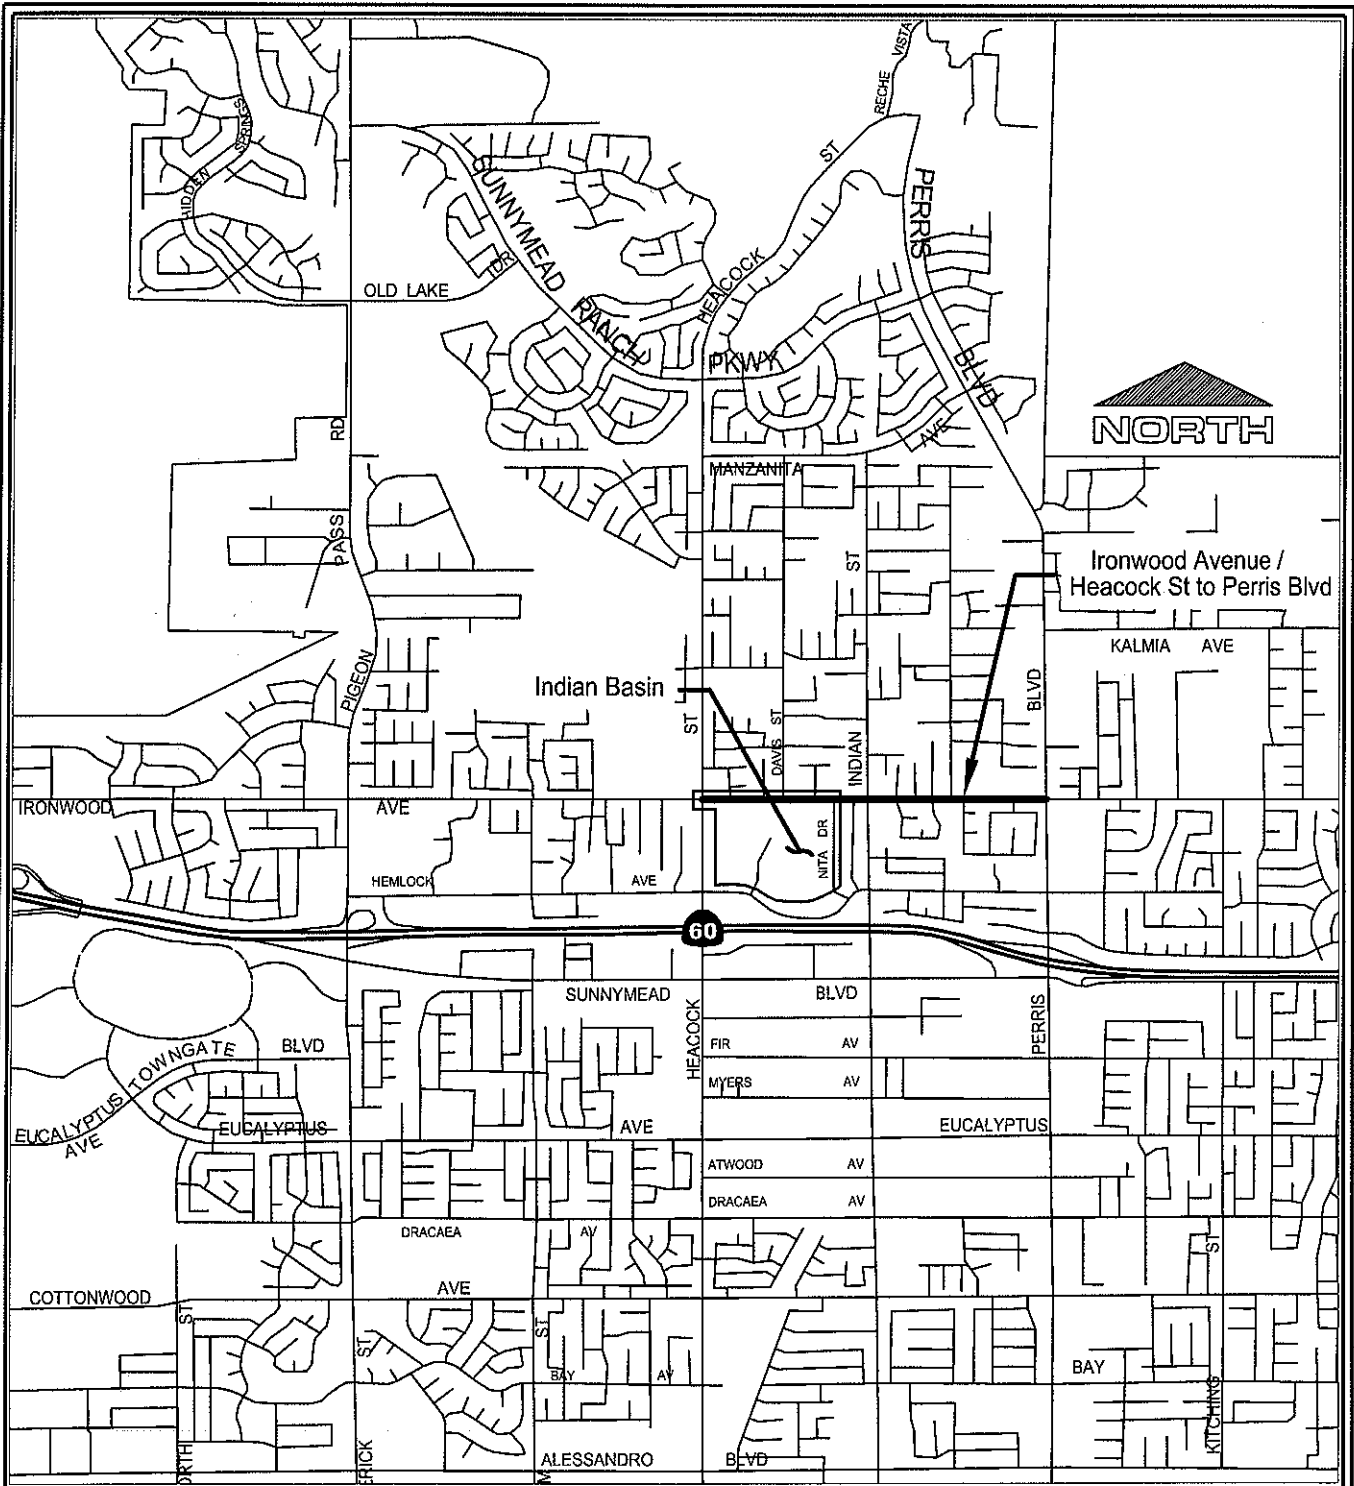 RECHE VISTA
HIDDEN SPRINGS
SUNNYMEAD RANCH PKWY
HEACOCK ST
PERRIS BLVD
OLD LAKE DR
NORTH
MANZANITA AVE
PIGEON PASS RD
Ironwood Avenue /
Heacock St to Perris Blvd
KALMIA AVE
Indian Basin
ST
DAVIS ST
INDIAN ST
BLVD
IRONWOOD AVE
NITA DR
HEMLOCK AVE
60
SUNNYMEAD BLVD
HEACOCK
PERRIS
FIR AV
MYERS AV
TOWNGATE BLVD
EUCALYPTUS AVE
EUCALYPTUS AVE EUCALYPTUS
ATWOOD AV
DRACAEA AV
DRACAEA AV
COTTONWOOD AVE
ST
ST
ST
ST
BAY AV BAY
KITCHING
ORTH
ERICK
M
ALESSANDRO BLVD